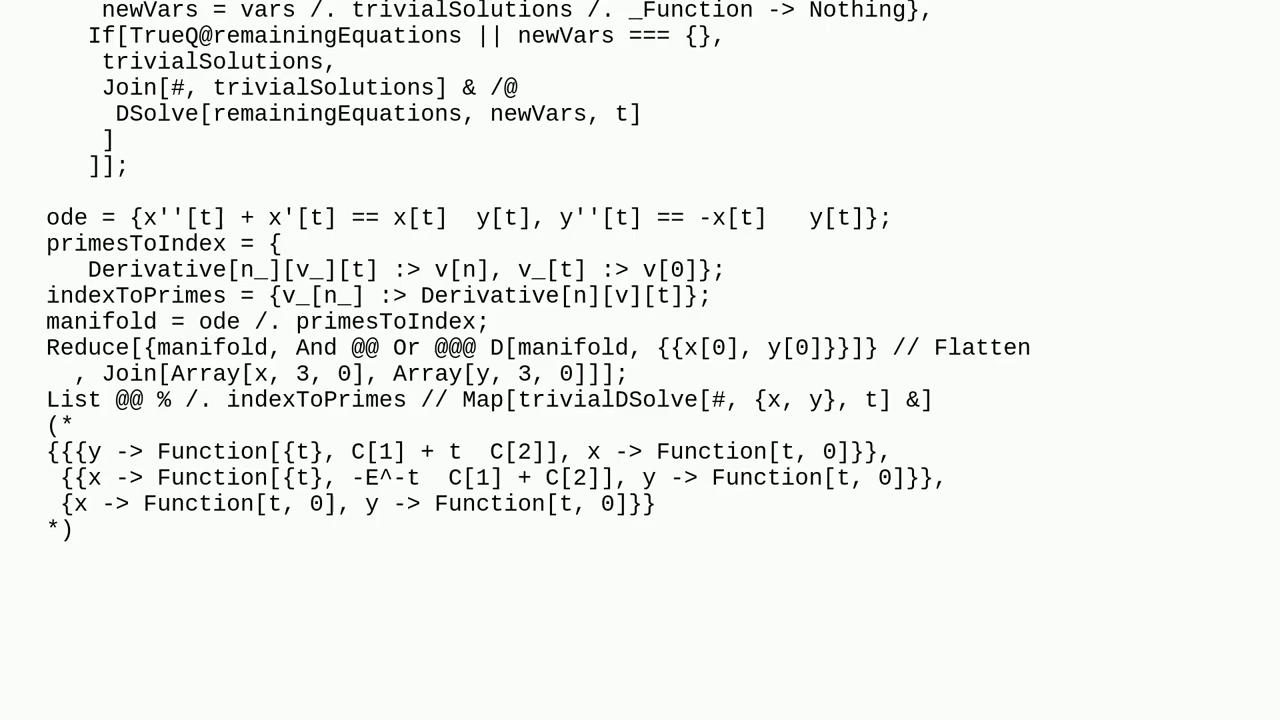 newVars = vars /. trivialSolutions /. _Function -> Nothing},
If[TrueQ@remainingEquations || newVars === {},
trivialSolutions,
Join[#, trivialSolutions] & /@
DSolve[remainingEquations, newVars, t]
]
]];
ode = {x''[t] + x'[t] == x[t]  y[t], y''[t] == -x[t]   y[t]};
primesToIndex = {
Derivative[n_][v_][t] :> v[n], v_[t] :> v[0]};
indexToPrimes = {v_[n_] :> Derivative[n][v][t]};
manifold = ode /. primesToIndex;
Reduce[{manifold, And @@ Or @@@ D[manifold, {{x[0], y[0]}}]} // Flatten
, Join[Array[x, 3, 0], Array[y, 3, 0]]];
List @@ % /. indexToPrimes // Map[trivialDSolve[#, {x, y}, t] &]
(*
{{{y -> Function[{t}, C[1] + t  C[2]], x -> Function[t, 0]}},
{{x -> Function[{t}, -E^-t  C[1] + C[2]], y -> Function[t, 0]}},
{x -> Function[t, 0], y -> Function[t, 0]}}
*)